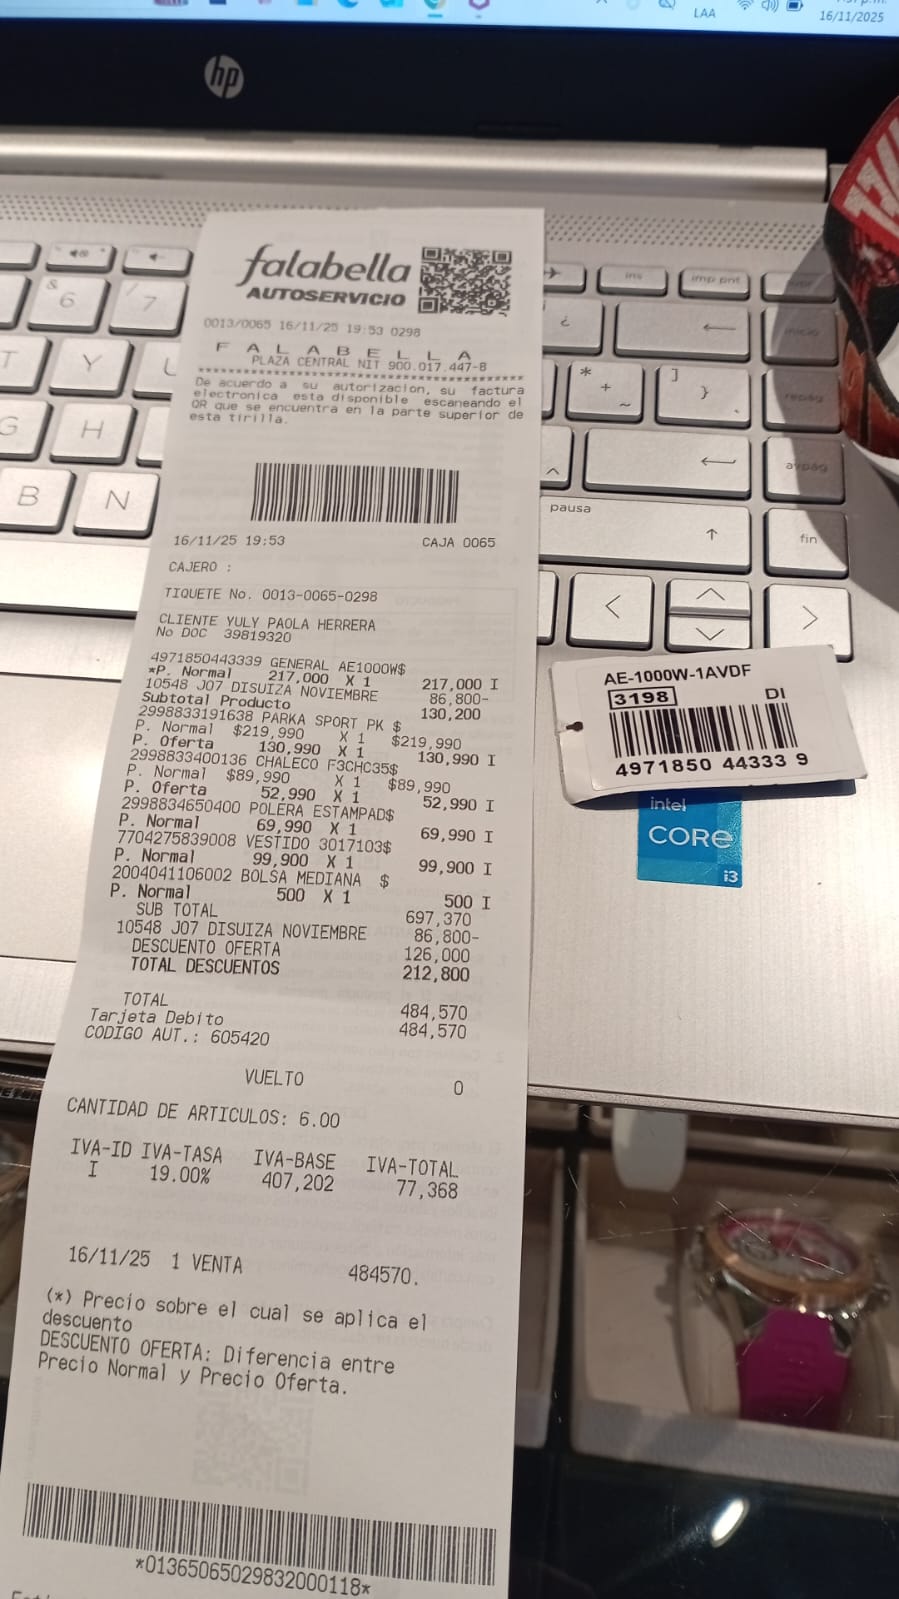 LAA
16/11/2025
hp
6
7
ins
imp pnt
T
Y
U
inicio
G
H
repág
B
N
avpág
pausa
fin
falabella
AUTOSERVICIO
0013/0065 16/11/25 19:53 0298
F A L A B E L L A
PLAZA CENTRAL NIT 900.017.447-8
************************************
De acuerdo a su autorizacion, su factura
electronica esta disponible escaneando el
QR que se encuentra en la parte superior de
esta tirilla.
16/11/25 19:53 CAJA 0065
CAJERO :
TIQUETE No. 0013-0065-0298
CLIENTE YULY PAOLA HERRERA
No DOC 39819320
4971850443339 GENERAL AE1000W$
*P. Normal 217,000 X 1 217,000 I
10548 J07 DISUIZA NOVIEMBRE 86,800-
Subtotal Producto 130,200
2998833191638 PARKA SPORT PK $
P. Normal $219,990 X 1 $219,990
P. Oferta 130,990 X 1 130,990 I
2998833400136 CHALECO F3CHC35$
P. Normal $89,990 X 1 $89,990
P. Oferta 52,990 X 1 52,990 I
2998834650400 POLERA ESTAMPAD$
P. Normal 69,990 X 1 69,990 I
7704275839008 VESTIDO 3017103$
P. Normal 99,900 X 1 99,900 I
2004041106002 BOLSA MEDIANA $
P. Normal 500 X 1 500 I
SUB TOTAL 697,370
10548 J07 DISUIZA NOVIEMBRE 86,800-
DESCUENTO OFERTA 126,000
TOTAL DESCUENTOS 212,800
TOTAL 484,570
Tarjeta Debito 484,570
CODIGO AUT.: 605420
VUELTO 0
CANTIDAD DE ARTICULOS: 6.00
IVA-ID IVA-TASA IVA-BASE IVA-TOTAL
I 19.00% 407,202 77,368
16/11/25 1 VENTA 484570.
(*) Precio sobre el cual se aplica el
descuento
DESCUENTO OFERTA: Diferencia entre
Precio Normal y Precio Oferta.
*01365065029832000118*
AE-1000W-1AVDF
3198 DI
4971850 44333 9
intel
CORE
i3